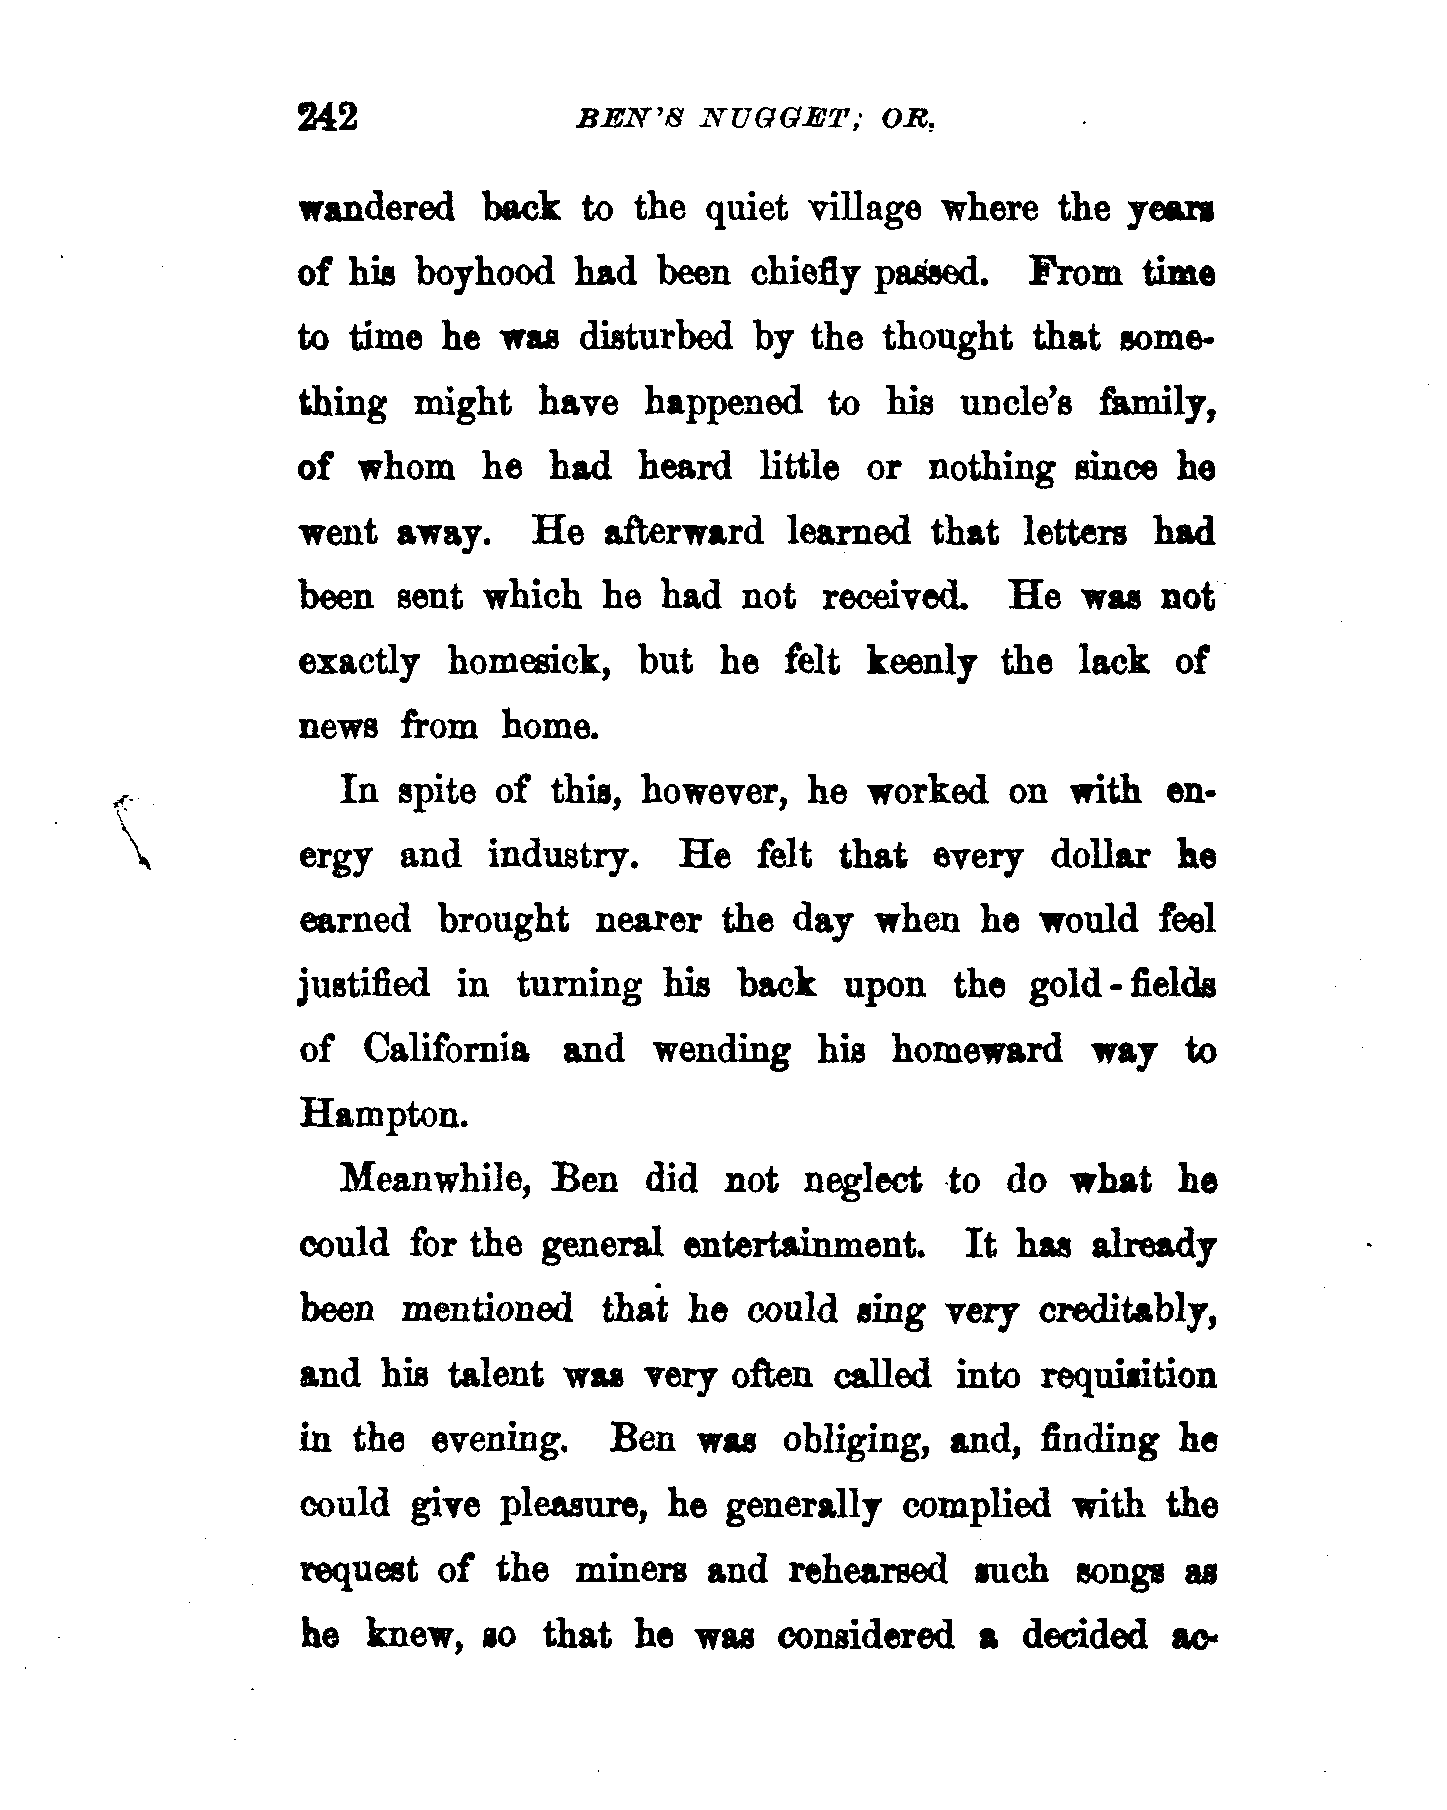 242 BEN'S NUGGET; OR,
wandered back to the quiet village where the years
of his boyhood had been chiefly passed. From time
to time he was disturbed by the thought that some-
thing might have happened to his uncle's family,
of whom he had heard little or nothing since he
went away. He afterward learned that letters had
been sent which he had not received. He was not
exactly homesick, but he felt keenly the lack of
news from home.
In spite of this, however, he worked on with en-
ergy and industry. He felt that every dollar he
earned brought nearer the day when he would feel
justified in turning his back upon the gold-fields
of California and wending his homeward way to
Hampton.
Meanwhile, Ben did not neglect to do what he
could for the general entertainment. It has already
been mentioned that he could sing very creditably,
and his talent was very often called into requisition
in the evening. Ben was obliging, and, finding he
could give pleasure, he generally complied with the
request of the miners and rehearsed such songs as
he knew, so that he was considered a decided ac-